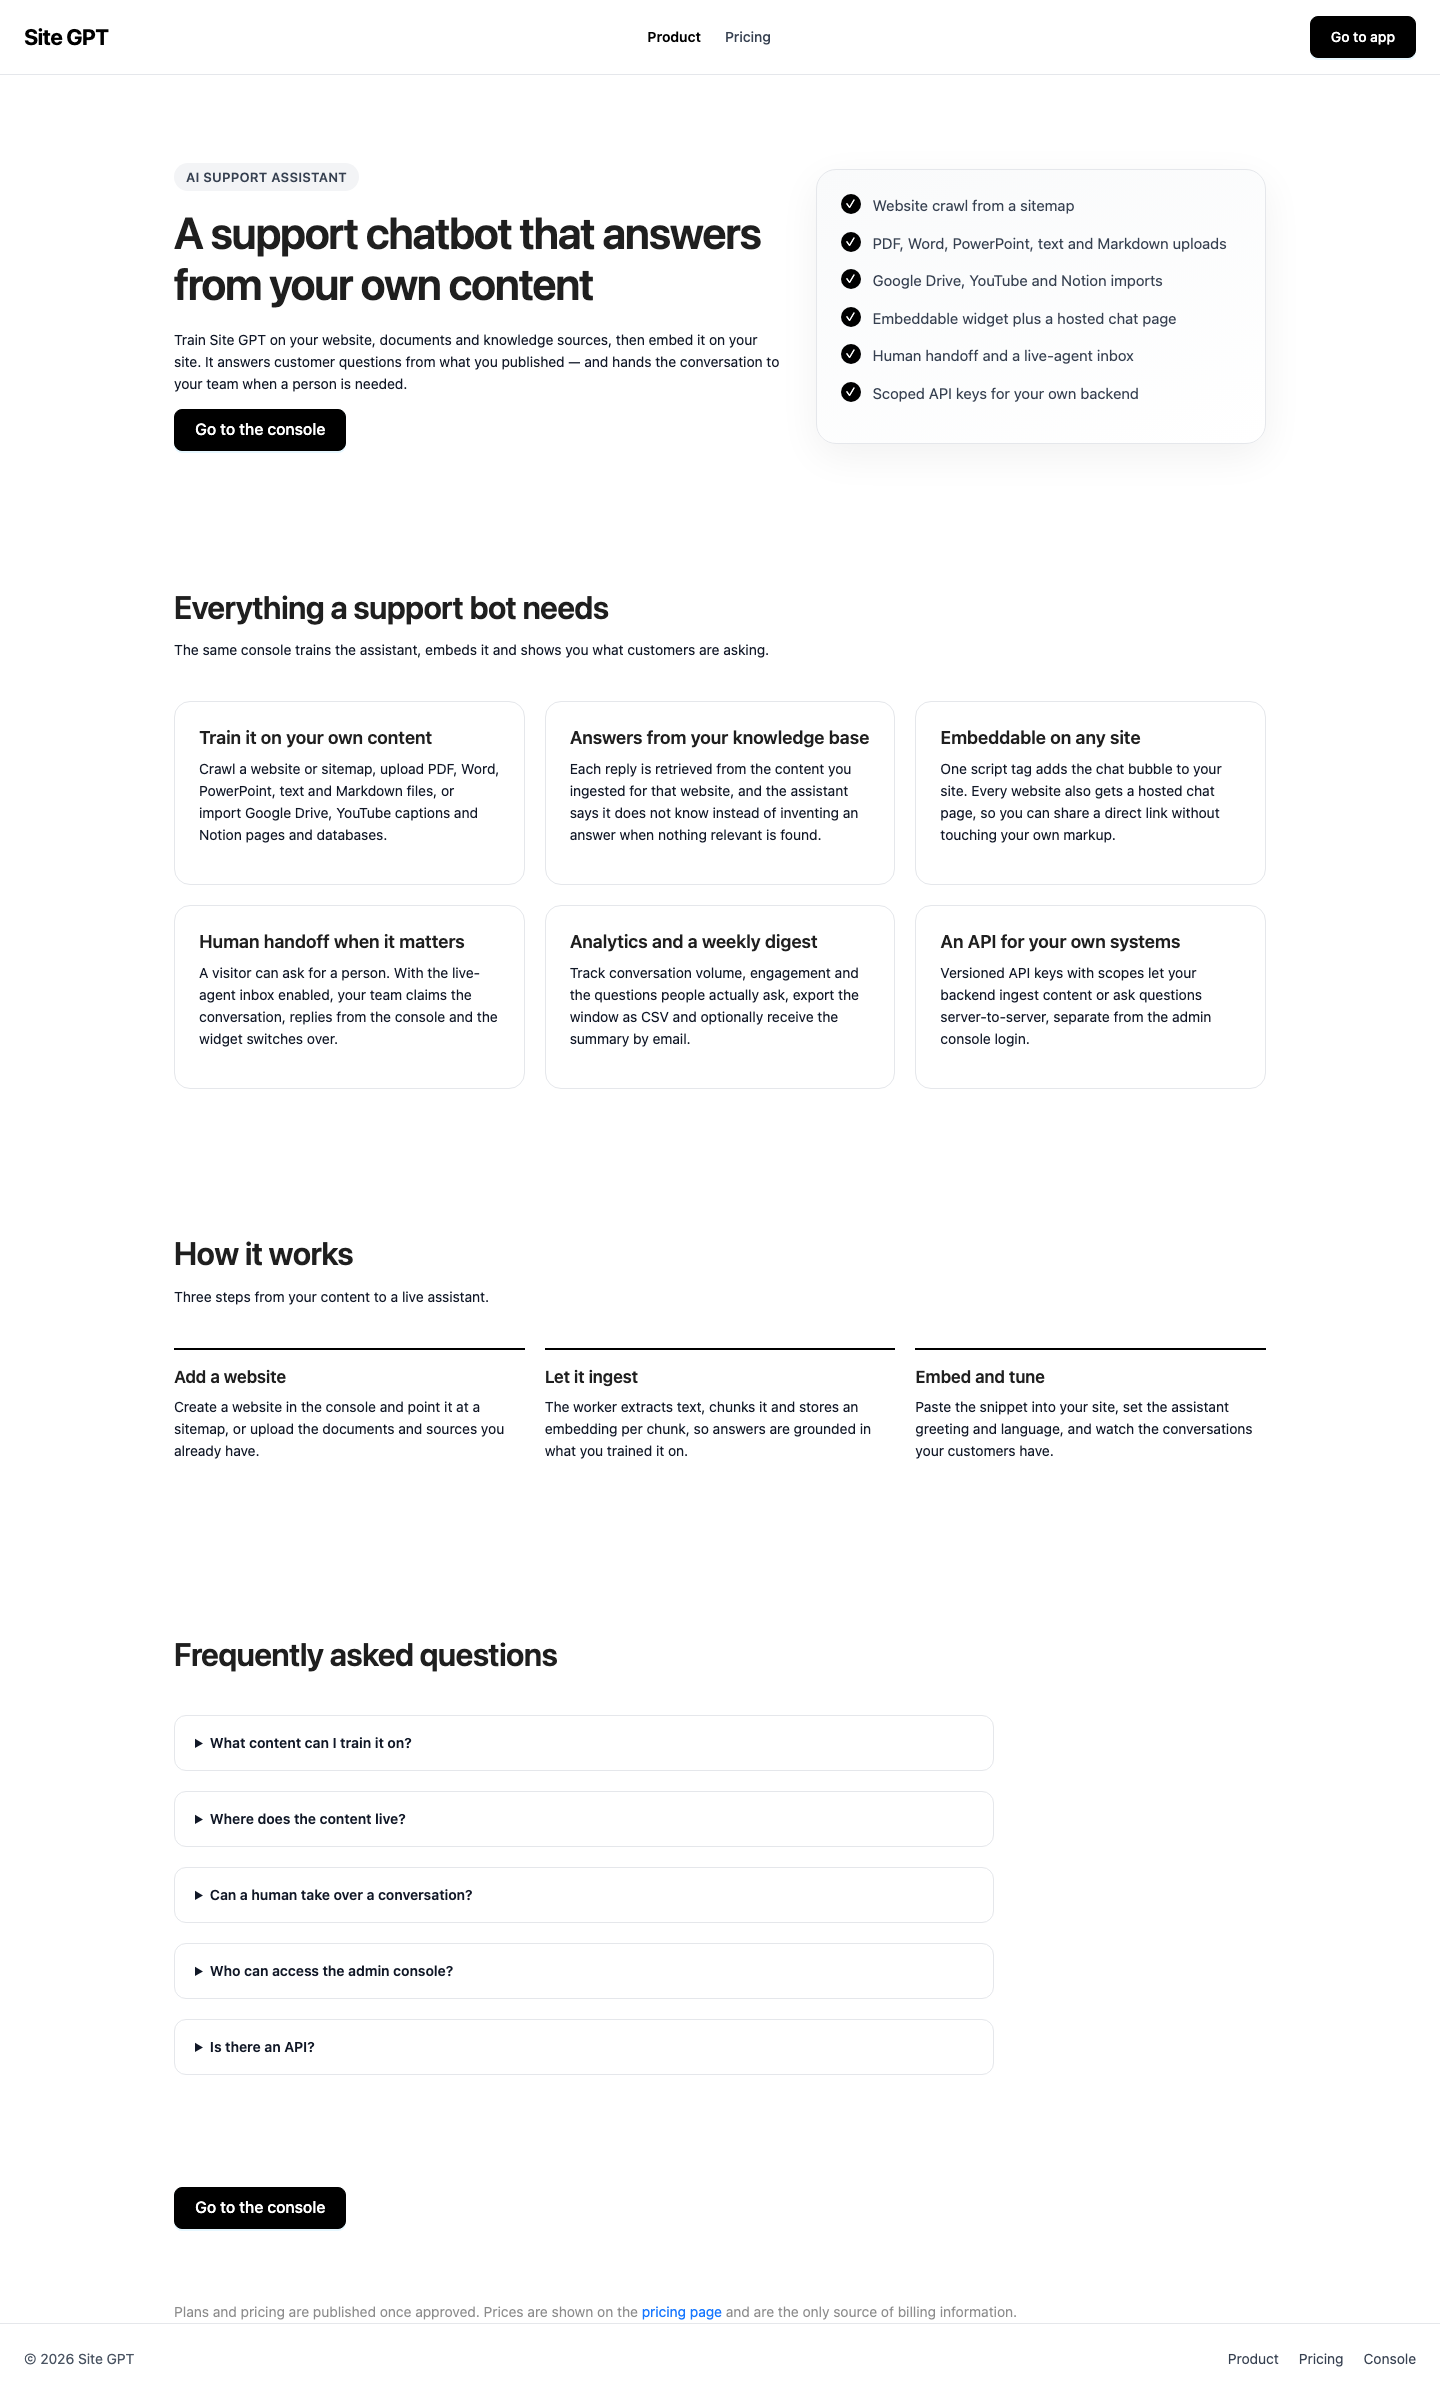 Site GPT
Product
Pricing
Go to app
AI SUPPORT ASSISTANT
A support chatbot that answers
from your own content
Train Site GPT on your website, documents and knowledge sources, then embed it on your
site. It answers customer questions from what you published — and hands the conversation to
your team when a person is needed.
Go to the console
Website crawl from a sitemap
PDF, Word, PowerPoint, text and Markdown uploads
Google Drive, YouTube and Notion imports
Embeddable widget plus a hosted chat page
Human handoff and a live-agent inbox
Scoped API keys for your own backend
Everything a support bot needs
The same console trains the assistant, embeds it and shows you what customers are asking.
Train it on your own content
Crawl a website or sitemap, upload PDF, Word,
PowerPoint, text and Markdown files, or
import Google Drive, YouTube captions and
Notion pages and databases.
Answers from your knowledge base
Each reply is retrieved from the content you
ingested for that website, and the assistant
says it does not know instead of inventing an
answer when nothing relevant is found.
Embeddable on any site
One script tag adds the chat bubble to your
site. Every website also gets a hosted chat
page, so you can share a direct link without
touching your own markup.
Human handoff when it matters
A visitor can ask for a person. With the live-
agent inbox enabled, your team claims the
conversation, replies from the console and the
widget switches over.
Analytics and a weekly digest
Track conversation volume, engagement and
the questions people actually ask, export the
window as CSV and optionally receive the
summary by email.
An API for your own systems
Versioned API keys with scopes let your
backend ingest content or ask questions
server-to-server, separate from the admin
console login.
How it works
Three steps from your content to a live assistant.
Add a website
Create a website in the console and point it at a
sitemap, or upload the documents and sources you
already have.
Let it ingest
The worker extracts text, chunks it and stores an
embedding per chunk, so answers are grounded in
what you trained it on.
Embed and tune
Paste the snippet into your site, set the assistant
greeting and language, and watch the conversations
your customers have.
Frequently asked questions
What content can I train it on?
Where does the content live?
Can a human take over a conversation?
Who can access the admin console?
Is there an API?
Go to the console
Plans and pricing are published once approved. Prices are shown on the pricing page and are the only source of billing information.
© 2026 Site GPT
Product
Pricing
Console